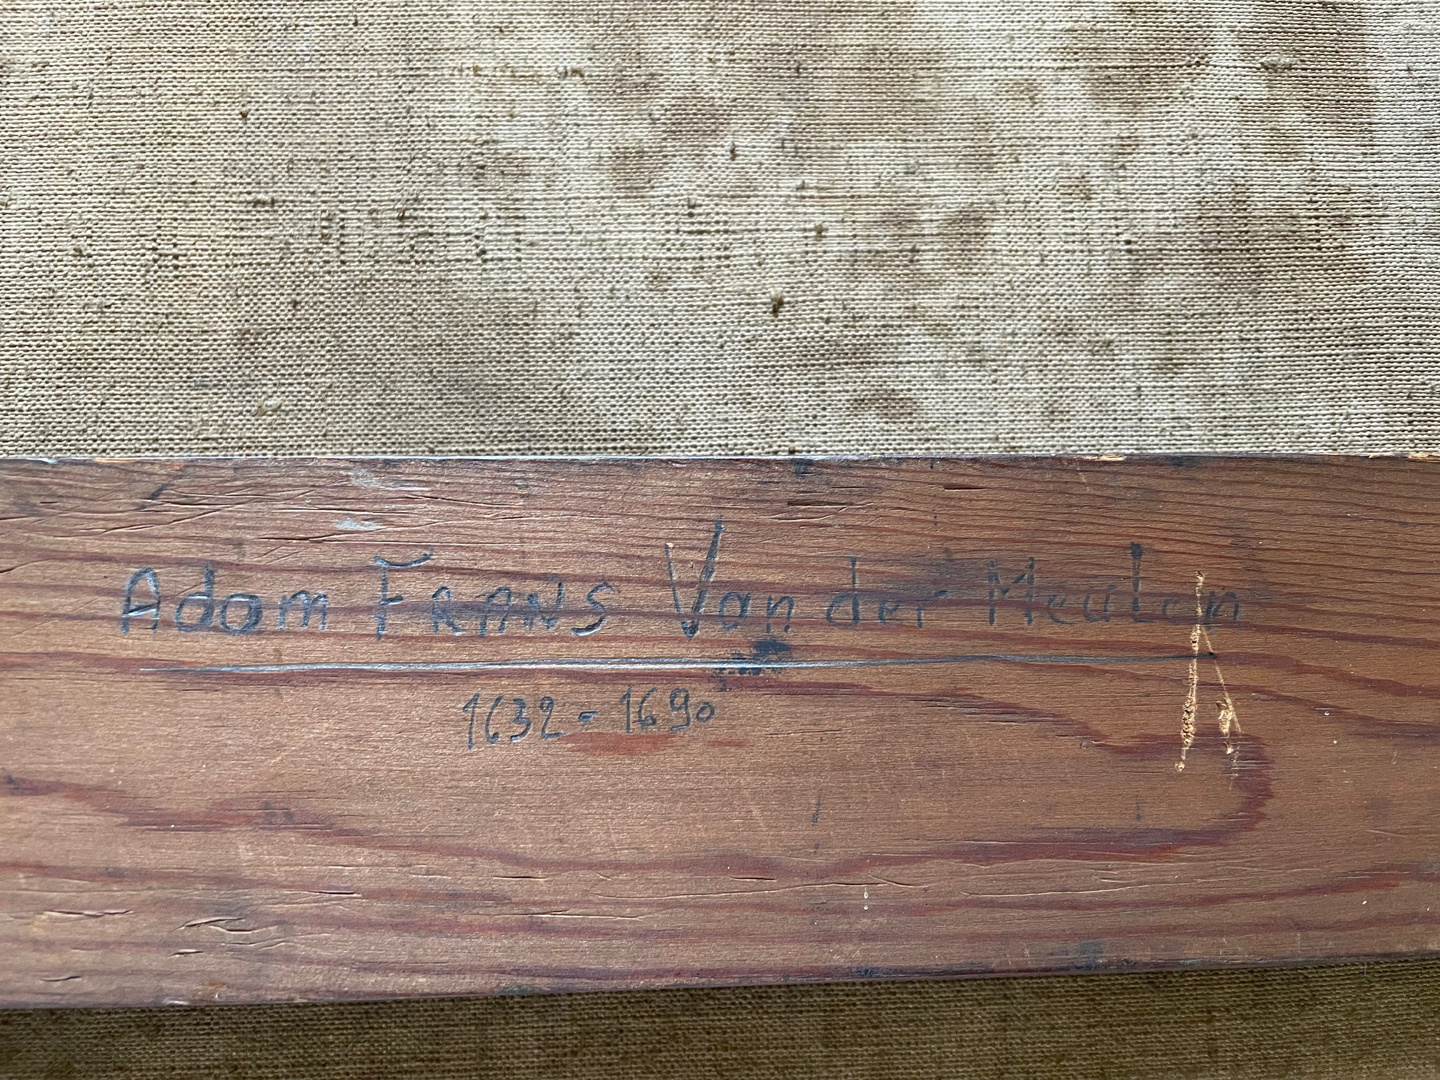 Adam FRANS Van der Meulen
1632 - 1690